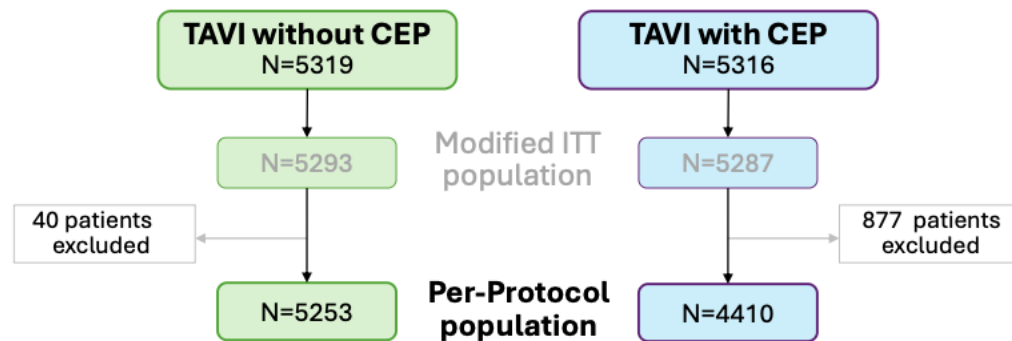 TAVI without CEP
N=5319
TAVI with CEP
N=5316
N=5293
Modified ITT
population
N=5287
40 patients
excluded
877 patients
excluded
N=5253
Per-Protocol
population
N=4410